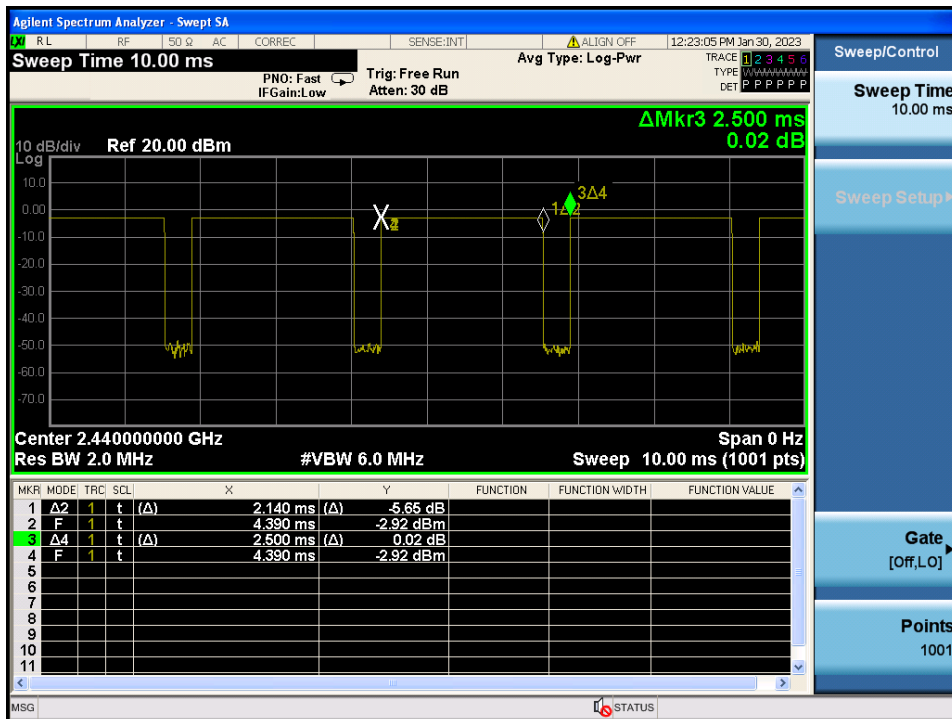 Agilent Spectrum Analyzer - Swept SA
LXI RL RF 50 Ω AC CORREC SENSE:INT ALIGN OFF 12:23:05 PM Jan 30, 2023
Sweep Time 10.00 ms
PNO: Fast
IFGain:Low
Trig: Free Run
Atten: 30 dB
Avg Type: Log-Pwr
TRACE 1 2 3 4 5 6
TYPE WWWWWW
DET P P P P P P
ΔMkr3 2.500 ms
0.02 dB
10 dB/div Ref 20.00 dBm
Log
10.0
0.00
-10.0
-20.0
-30.0
-40.0
-50.0
-60.0
-70.0
3Δ4
1Δ2
Center 2.440000000 GHz Span 0 Hz
Res BW 2.0 MHz #VBW 6.0 MHz Sweep 10.00 ms (1001 pts)
MKR MODE TRC SCL X Y FUNCTION FUNCTION WIDTH FUNCTION VALUE
1 Δ2 1 t (Δ) 2.140 ms (Δ) -5.65 dB
2 F 1 t 4.390 ms -2.92 dBm
3 Δ4 1 t (Δ) 2.500 ms (Δ) 0.02 dB
4 F 1 t 4.390 ms -2.92 dBm
5
6
7
8
9
10
11
MSG STATUS
Sweep/Control
Sweep Time
10.00 ms
Sweep Setup
Gate
[Off,LO]
Points
1001